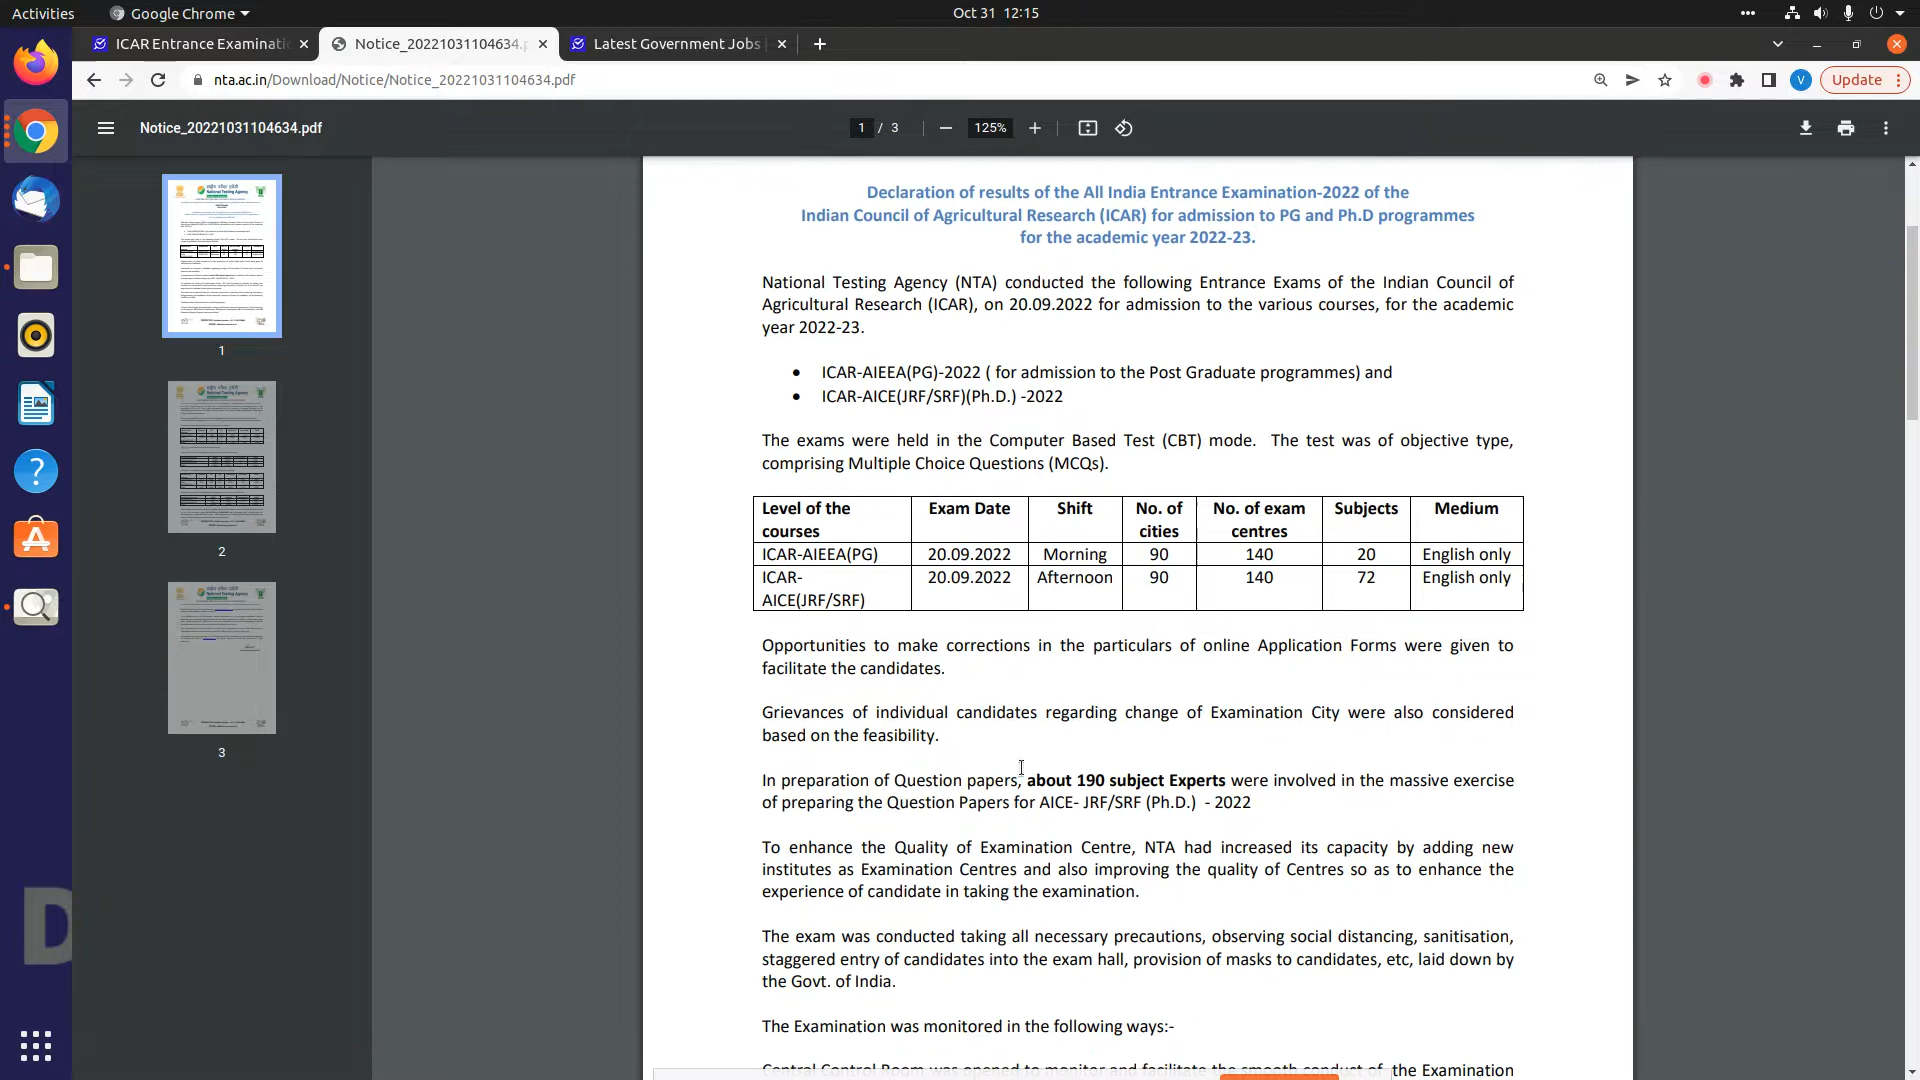 Activities
Google Chrome
Oct 31 12:15
ICAR Entrance Examinati
Notice_20221031104634.p
Latest Government Jobs
nta.ac.in/Download/Notice/Notice_20221031104634.pdf
V
Update
Notice_20221031104634.pdf
1 / 3
125%
1
2
3
Declaration of results of the All India Entrance Examination-2022 of the
Indian Council of Agricultural Research (ICAR) for admission to PG and Ph.D programmes
for the academic year 2022-23.
National Testing Agency (NTA) conducted the following Entrance Exams of the Indian Council of
Agricultural Research (ICAR), on 20.09.2022 for admission to the various courses, for the academic
year 2022-23.
• ICAR-AIEEA(PG)-2022 ( for admission to the Post Graduate programmes) and
• ICAR-AICE(JRF/SRF)(Ph.D.) -2022
The exams were held in the Computer Based Test (CBT) mode. The test was of objective type,
comprising Multiple Choice Questions (MCQs).
Level of the courses Exam Date Shift No. of cities No. of exam centres Subjects Medium
ICAR-AIEEA(PG) 20.09.2022 Morning 90 140 20 English only
ICAR-AICE(JRF/SRF) 20.09.2022 Afternoon 90 140 72 English only
Opportunities to make corrections in the particulars of online Application Forms were given to
facilitate the candidates.
Grievances of individual candidates regarding change of Examination City were also considered
based on the feasibility.
In preparation of Question papers, about 190 subject Experts were involved in the massive exercise
of preparing the Question Papers for AICE- JRF/SRF (Ph.D.) - 2022
To enhance the Quality of Examination Centre, NTA had increased its capacity by adding new
institutes as Examination Centres and also improving the quality of Centres so as to enhance the
experience of candidate in taking the examination.
The exam was conducted taking all necessary precautions, observing social distancing, sanitisation,
staggered entry of candidates into the exam hall, provision of masks to candidates, etc, laid down by
the Govt. of India.
The Examination was monitored in the following ways:-
Central Control Room was opened to monitor and facilitate the smooth conduct of the Examination